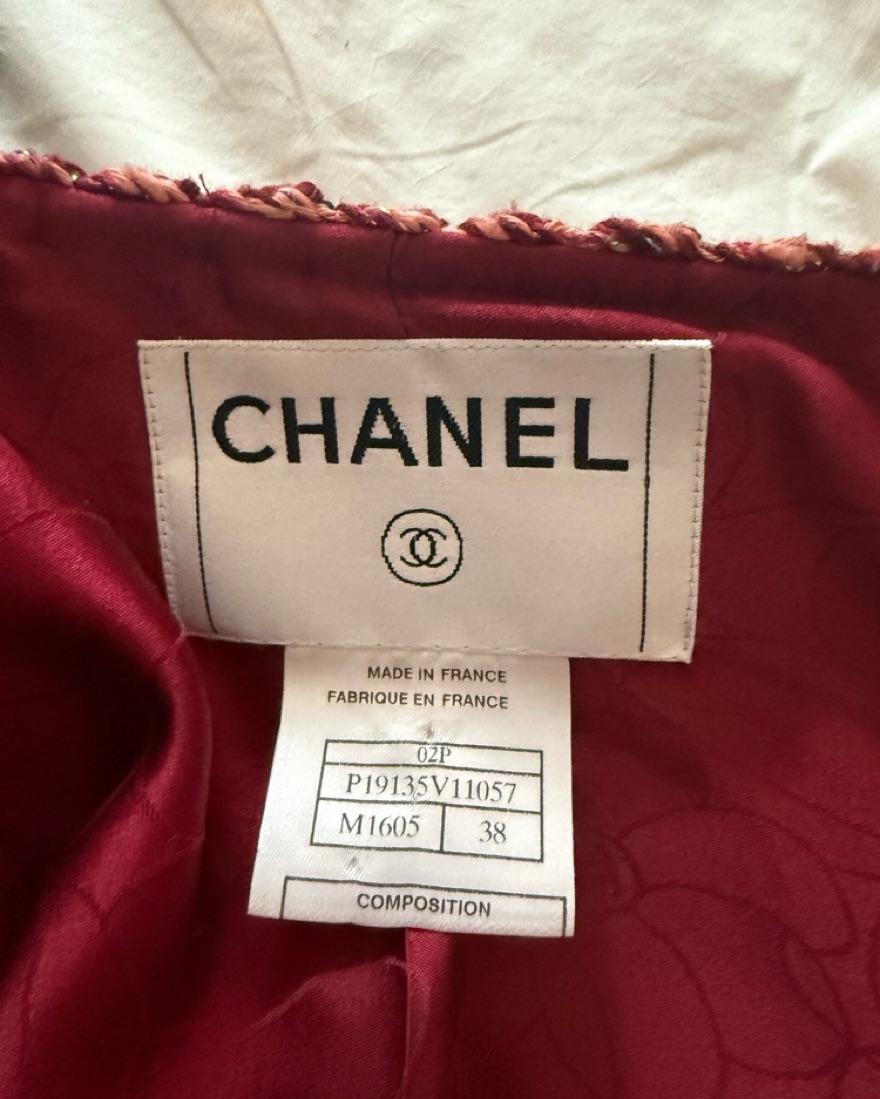 CHANEL
MADE IN FRANCE
FABRIQUE EN FRANCE
02P
P19135V11057
M1605 38
COMPOSITION